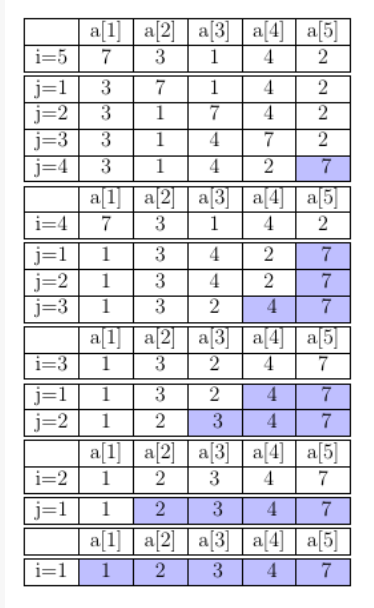 a[1] a[2] a[3] a[4] a[5]
i=5 7 3 1 4 2
j=1 3 7 1 4 2
j=2 3 1 7 4 2
j=3 3 1 4 7 2
j=4 3 1 4 2 7
a[1] a[2] a[3] a[4] a[5]
i=4 7 3 1 4 2
j=1 1 3 4 2 7
j=2 1 3 4 2 7
j=3 1 3 2 4 7
a[1] a[2] a[3] a[4] a[5]
i=3 1 3 2 4 7
j=1 1 3 2 4 7
j=2 1 2 3 4 7
a[1] a[2] a[3] a[4] a[5]
i=2 1 2 3 4 7
j=1 1 2 3 4 7
a[1] a[2] a[3] a[4] a[5]
i=1 1 2 3 4 7